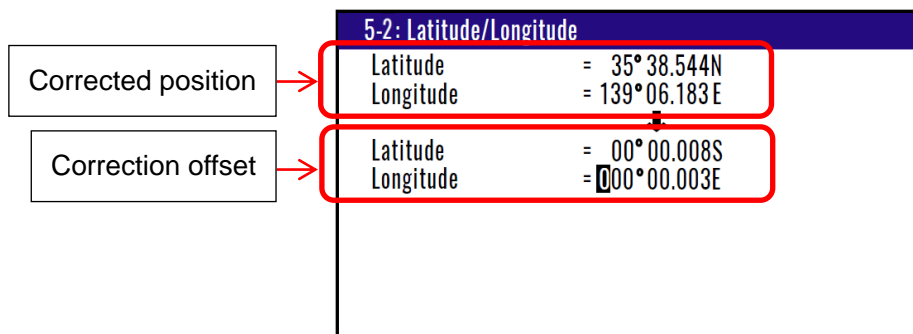 5-2: Latitude/Longitude
Corrected position
Latitude = 35° 38.544N
Longitude = 139° 06.183 E
Correction offset
Latitude = 00° 00.008S
Longitude = 000° 00.003E